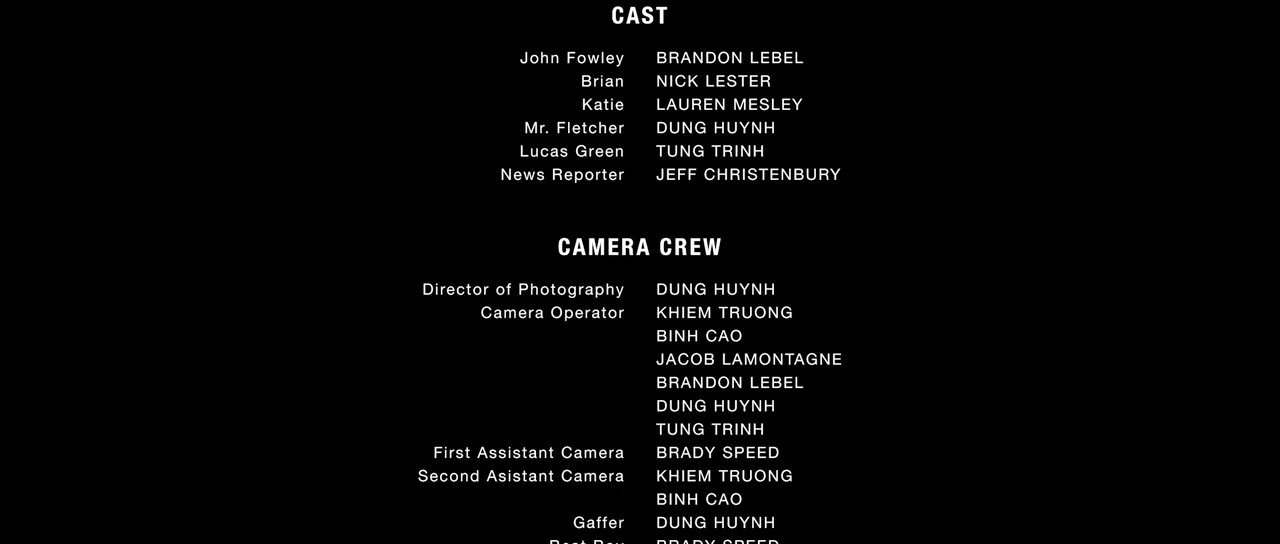 CAST
John Fowley BRANDON LEBEL
Brian NICK LESTER
Katie LAUREN MESLEY
Mr. Fletcher DUNG HUYNH
Lucas Green TUNG TRINH
News Reporter JEFF CHRISTENBURY
CAMERA CREW
Director of Photography DUNG HUYNH
Camera Operator KHIEM TRUONG
BINH CAO
JACOB LAMONTAGNE
BRANDON LEBEL
DUNG HUYNH
TUNG TRINH
First Assistant Camera BRADY SPEED
Second Asistant Camera KHIEM TRUONG
BINH CAO
Gaffer DUNG HUYNH
BRADY SPEED